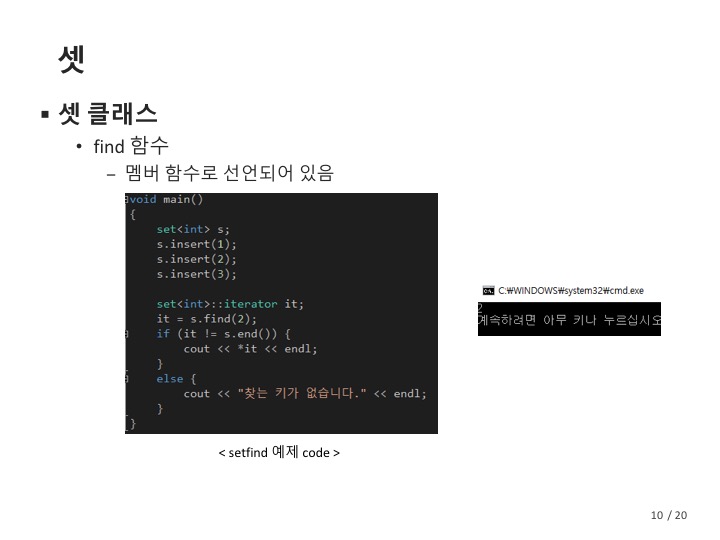 셋
▪ 셋 클래스
• find 함수
– 멤버 함수로 선언되어 있음
void main()
{
set<int> s;
s.insert(1);
s.insert(2);
s.insert(3);
set<int>::iterator it;
it = s.find(2);
if (it != s.end()) {
cout << *it << endl;
}
else {
cout << "찾는 키가 없습니다." << endl;
}
}
< setfind 예제 code >
C:₩WINDOWS₩system32₩cmd.exe
2
계속하려면 아무 키나 누르십시오
10 / 20